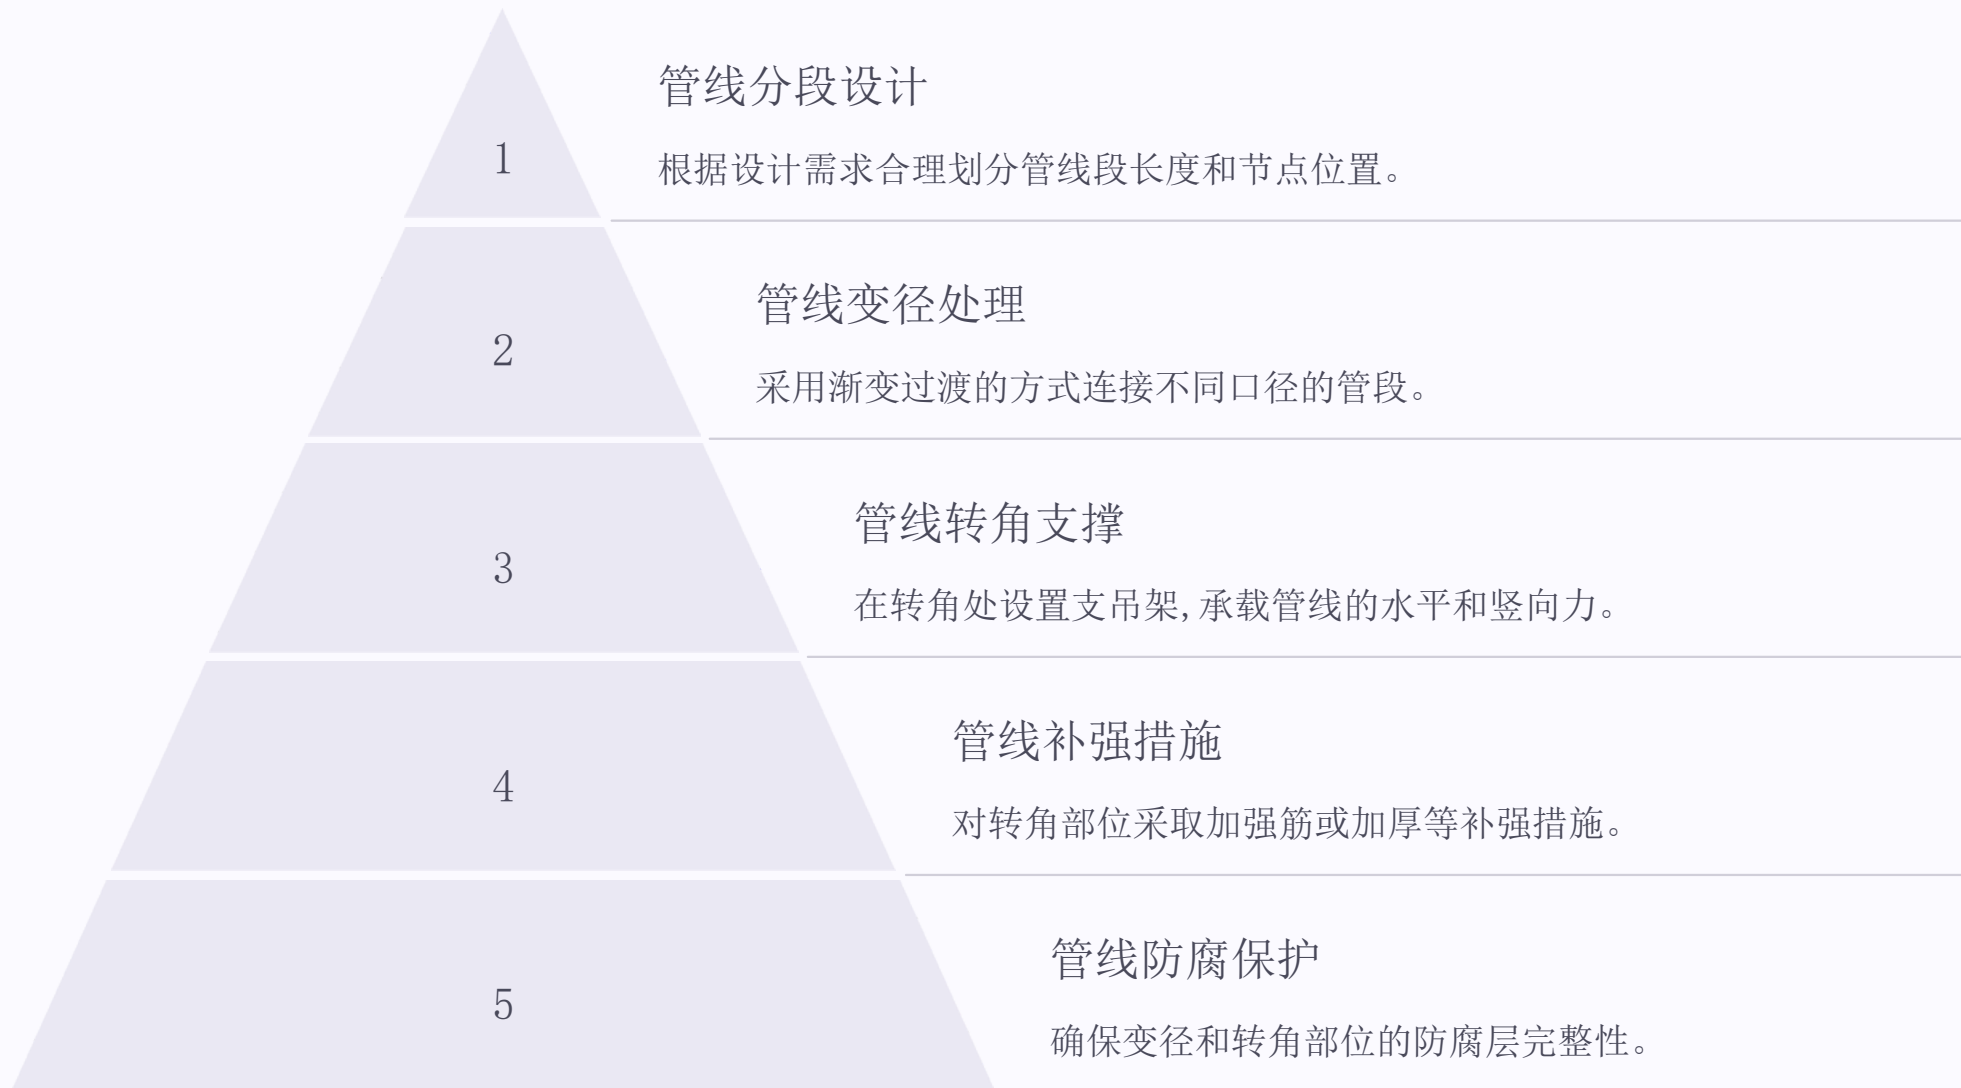 管线分段设计
1
根据设计需求合理划分管线段长度和节点位置。
管线变径处理
2
采用渐变过渡的方式连接不同口径的管段。
管线转角支撑
3
在转角处设置支吊架,承载管线的水平和竖向力。
管线补强措施
4
对转角部位采取加强筋或加厚等补强措施。
管线防腐保护
5
确保变径和转角部位的防腐层完整性。